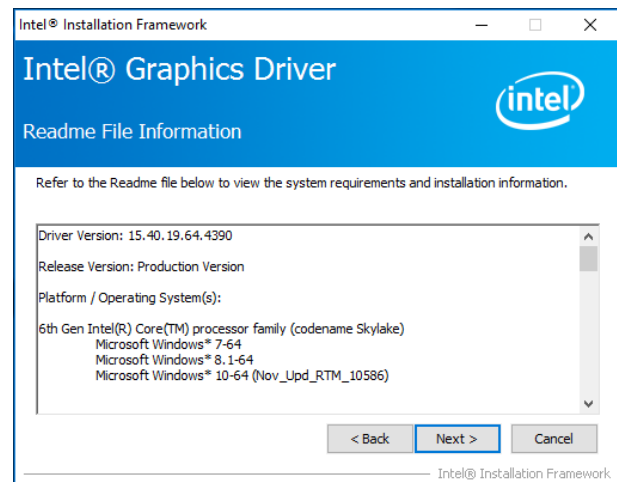 Intel® Installation Framework
Intel® Graphics Driver
intel
Readme File Information
Refer to the Readme file below to view the system requirements and installation information.
Driver Version: 15.40.19.64.4390
Release Version: Production Version
Platform / Operating System(s):
6th Gen Intel(R) Core(TM) processor family (codename Skylake)
Microsoft Windows* 7-64
Microsoft Windows* 8.1-64
Microsoft Windows* 10-64 (Nov_Upd_RTM_10586)
< Back Next > Cancel
Intel® Installation Framework